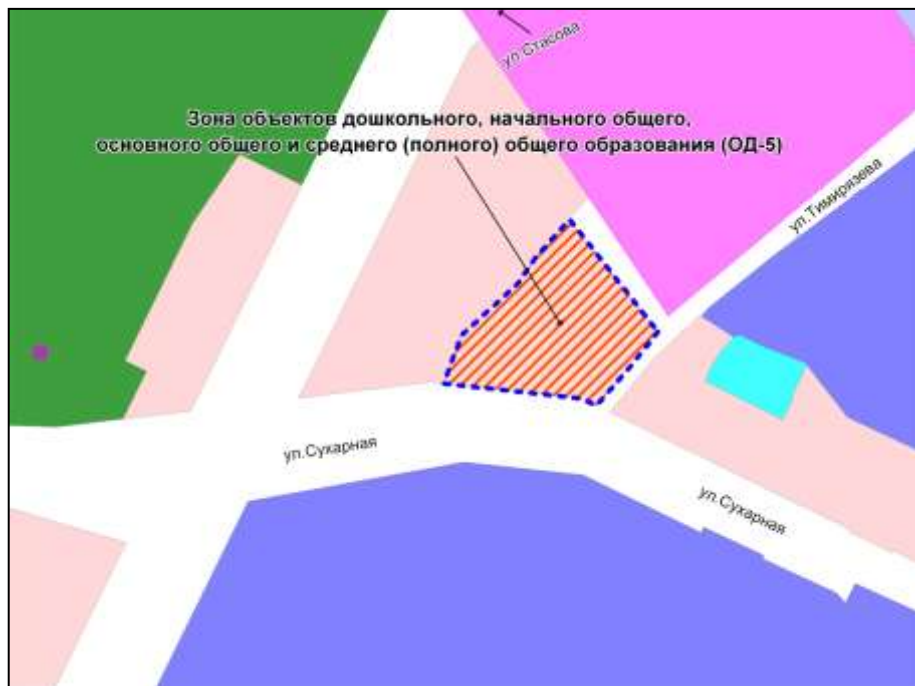 ул.Стасова
Зона объектов дошкольного, начального общего,
основного общего и среднего (полного) общего образования (ОД-5)
ул.Тимирязева
ул.Сухарная
ул.Сухарная